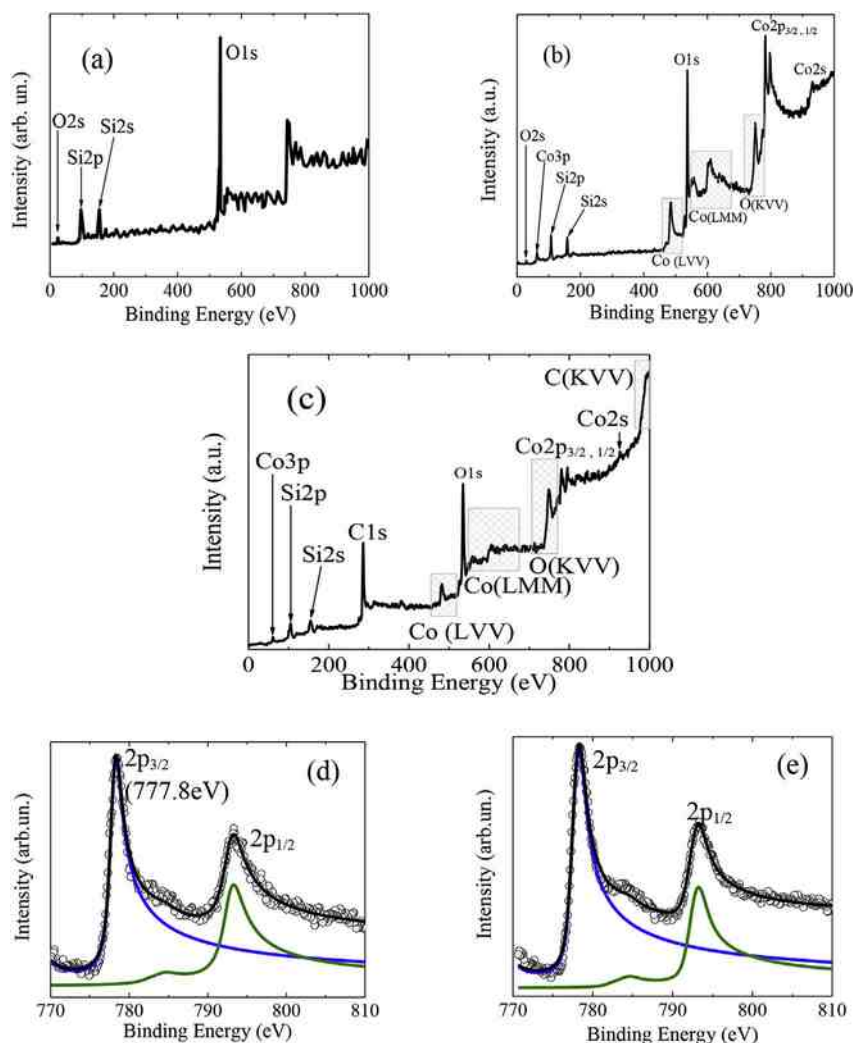 (a)
O1s
O2s
Si2s
Si2p
Intensity (arb. un.)
0 200 400 600 800 1000
Binding Energy (eV)
(b)
Co2p3/2 , 1/2
O1s
Co2s
O2s
Co3p
Si2p
Si2s
Co (LVV)
Co(LMM)
O(KVV)
Intensity (a.u.)
0 200 400 600 800 1000
Binding Energy (eV)
(c)
C(KVV)
Co2s
Co2p3/2 , 1/2
O1s
Co3p
Si2p
Si2s
C1s
O(KVV)
Co(LMM)
Co (LVV)
Intensity (a.u.)
0 200 400 600 800 1000
Binding Energy (eV)
2p3/2
(777.8eV)
(d)
2p1/2
Intensity (arb.un.)
770 780 790 800 810
Binding Energy (eV)
2p3/2
(e)
2p1/2
Intensity (arb.un.)
770 780 790 800 810
Binding Energy (eV)